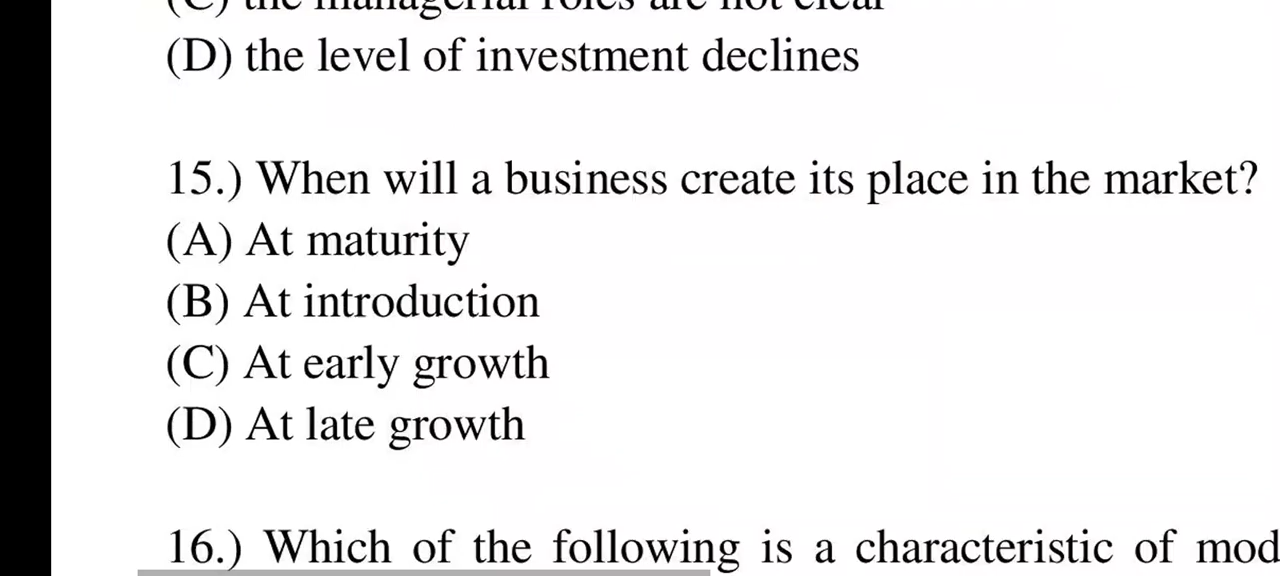 (C) the managerial roles are not clear
(D) the level of investment declines
15.) When will a business create its place in the market?
(A) At maturity
(B) At introduction
(C) At early growth
(D) At late growth
16.) Which of the following is a characteristic of mod